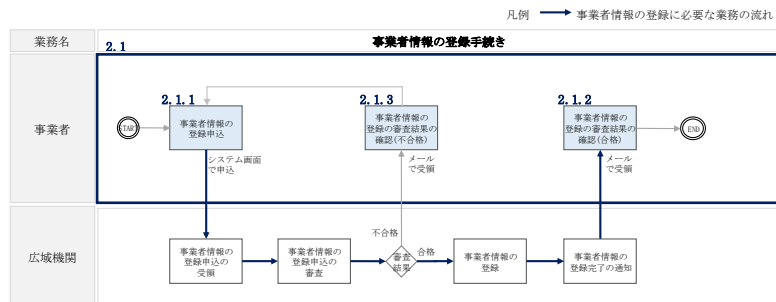 凡例 事業者情報の登録に必要な業務の流れ
業務名
2.1
事業者情報の登録手続き
事業者
START
2.1.1
事業者情報の
登録申込
システム画面
で申込
2.1.3
事業者情報の
登録の審査結果の
確認(不合格)
メール
で受領
2.1.2
事業者情報の
登録の審査結果の
確認(合格)
メール
で受領
END
広域機関
事業者情報の
登録申込の
受領
事業者情報の
登録申込の
審査
不合格
審査
結果
合格
事業者情報の
登録
事業者情報の
登録完了の通知